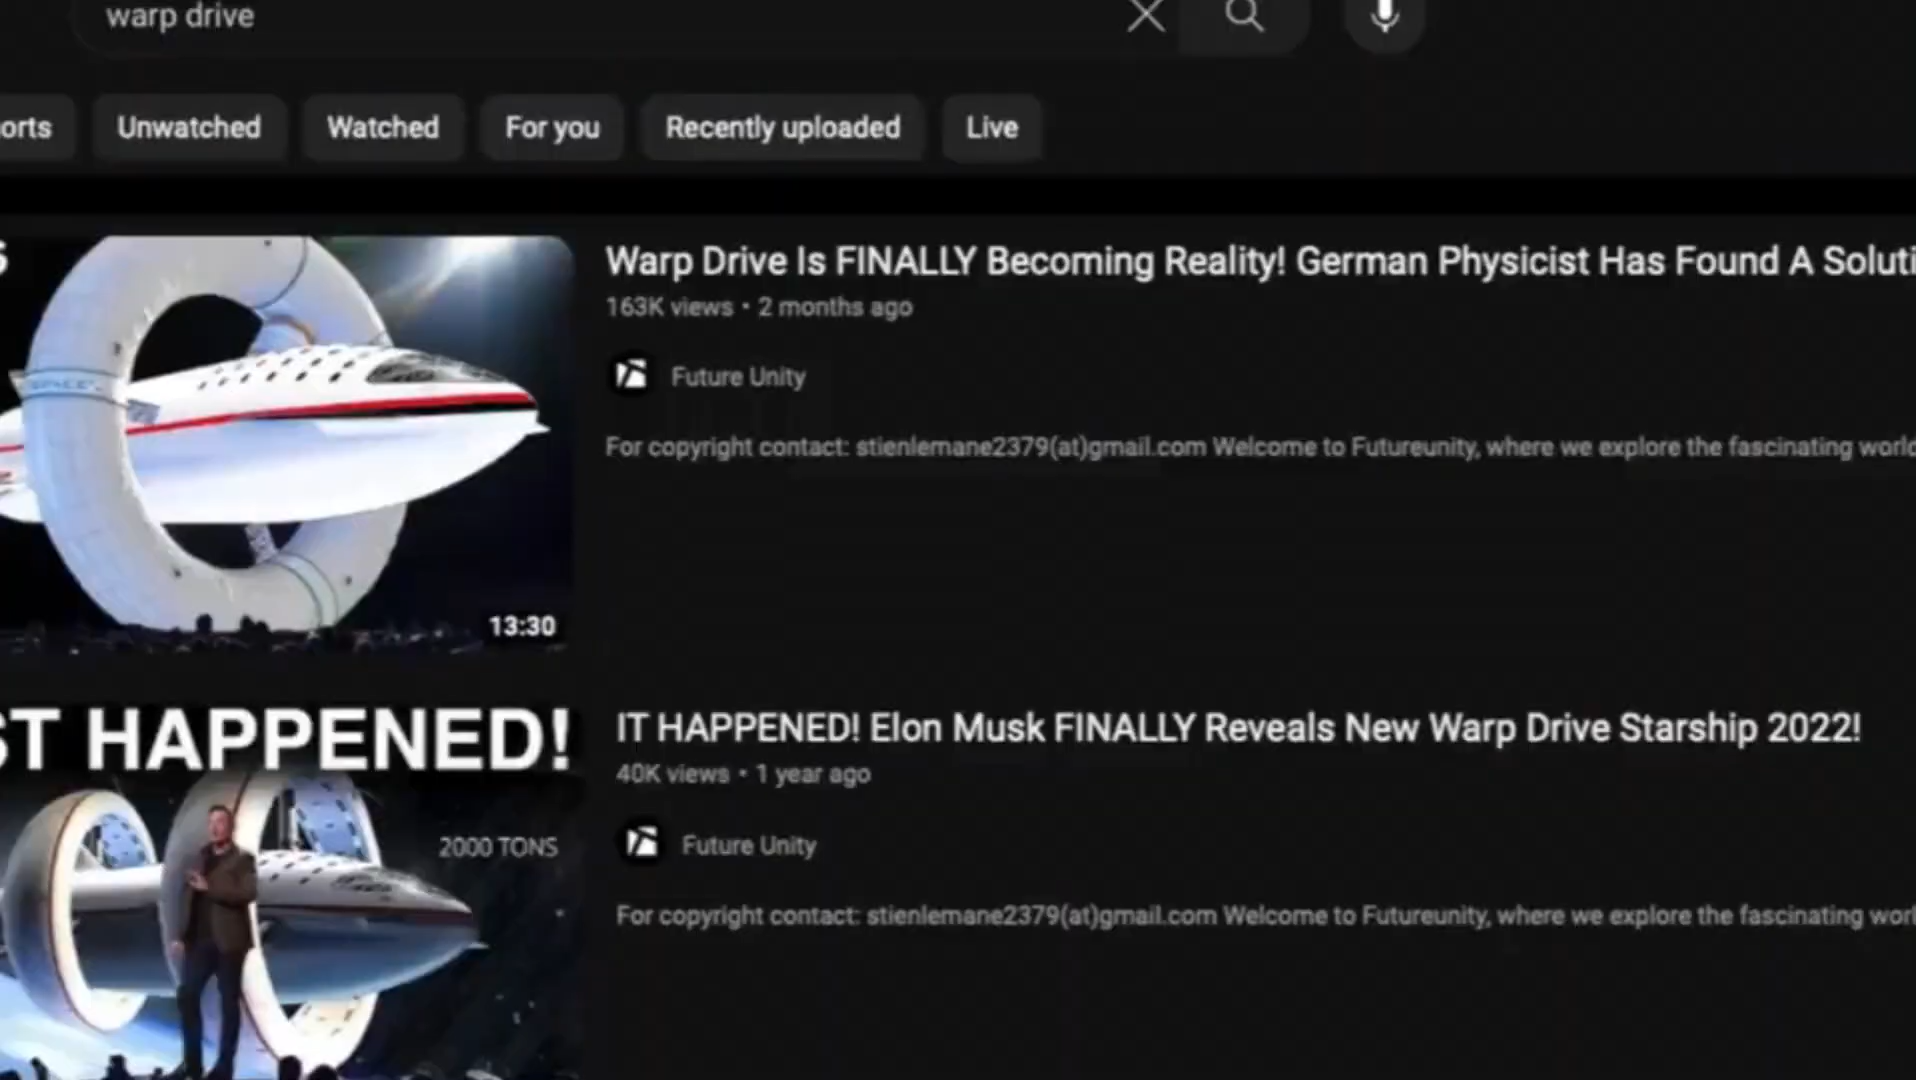 warp drive
orts Unwatched Watched For you Recently uploaded Live
S
Warp Drive Is FINALLY Becoming Reality! German Physicist Has Found A Soluti
163K views • 2 months ago
Future Unity
For copyright contact: stienlemane2379(at)gmail.com Welcome to Futureunity, where we explore the fascinating world
13:30
ST HAPPENED!
2000 TONS
IT HAPPENED! Elon Musk FINALLY Reveals New Warp Drive Starship 2022!
40K views • 1 year ago
Future Unity
For copyright contact: stienlemane2379(at)gmail.com Welcome to Futureunity, where we explore the fascinating worl